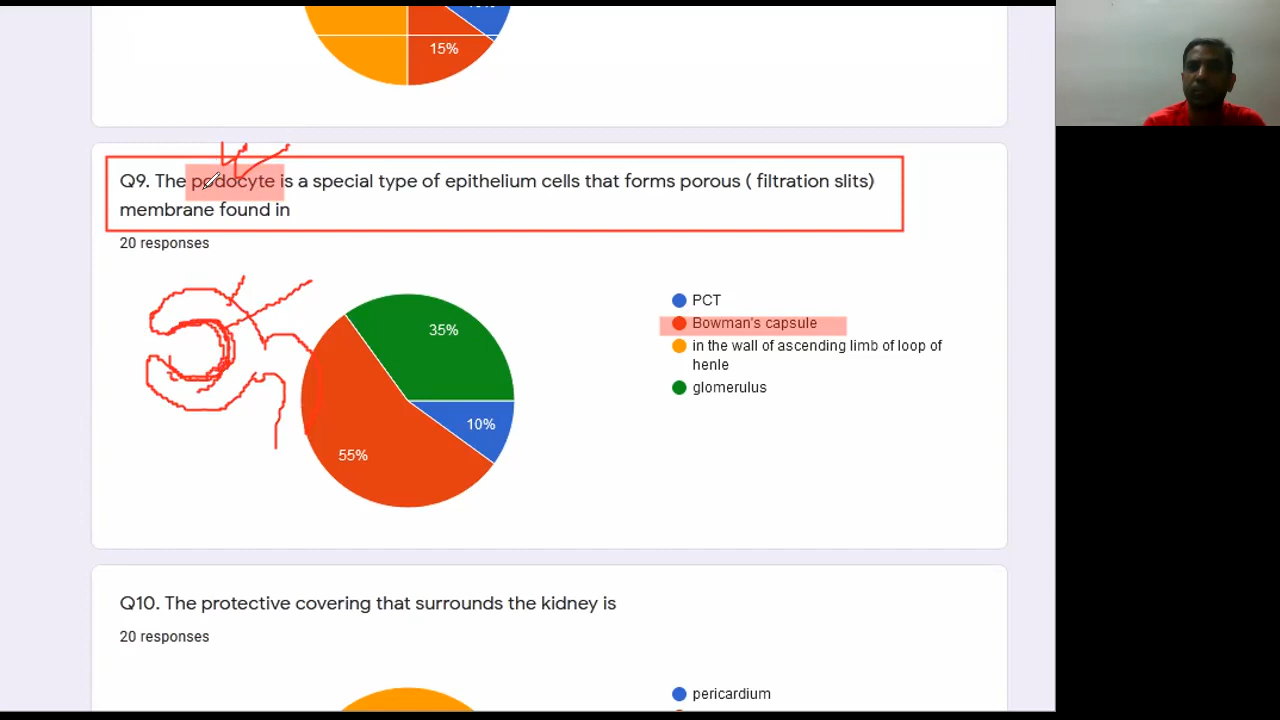 15%
Q9. The podocyte is a special type of epithelium cells that forms porous ( filtration slits)
membrane found in
20 responses
35%
10%
55%
PCT
Bowman's capsule
in the wall of ascending limb of loop of
henle
glomerulus
Q10. The protective covering that surrounds the kidney is
20 responses
pericardium